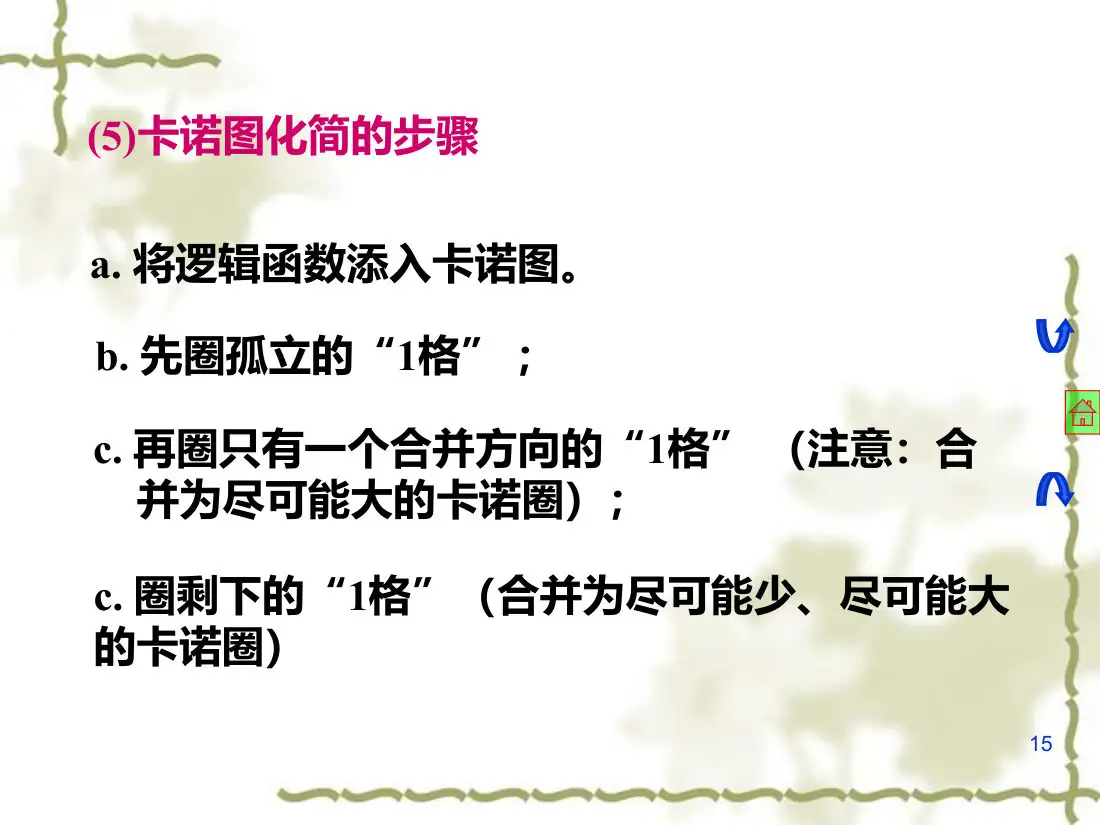 (5)卡诺图化简的步骤
a. 将逻辑函数添入卡诺图。
b. 先圈孤立的“1格”；
c. 再圈只有一个合并方向的“1格”（注意：合
并为尽可能大的卡诺圈）；
c. 圈剩下的“1格”（合并为尽可能少、尽可能大
的卡诺圈）
15